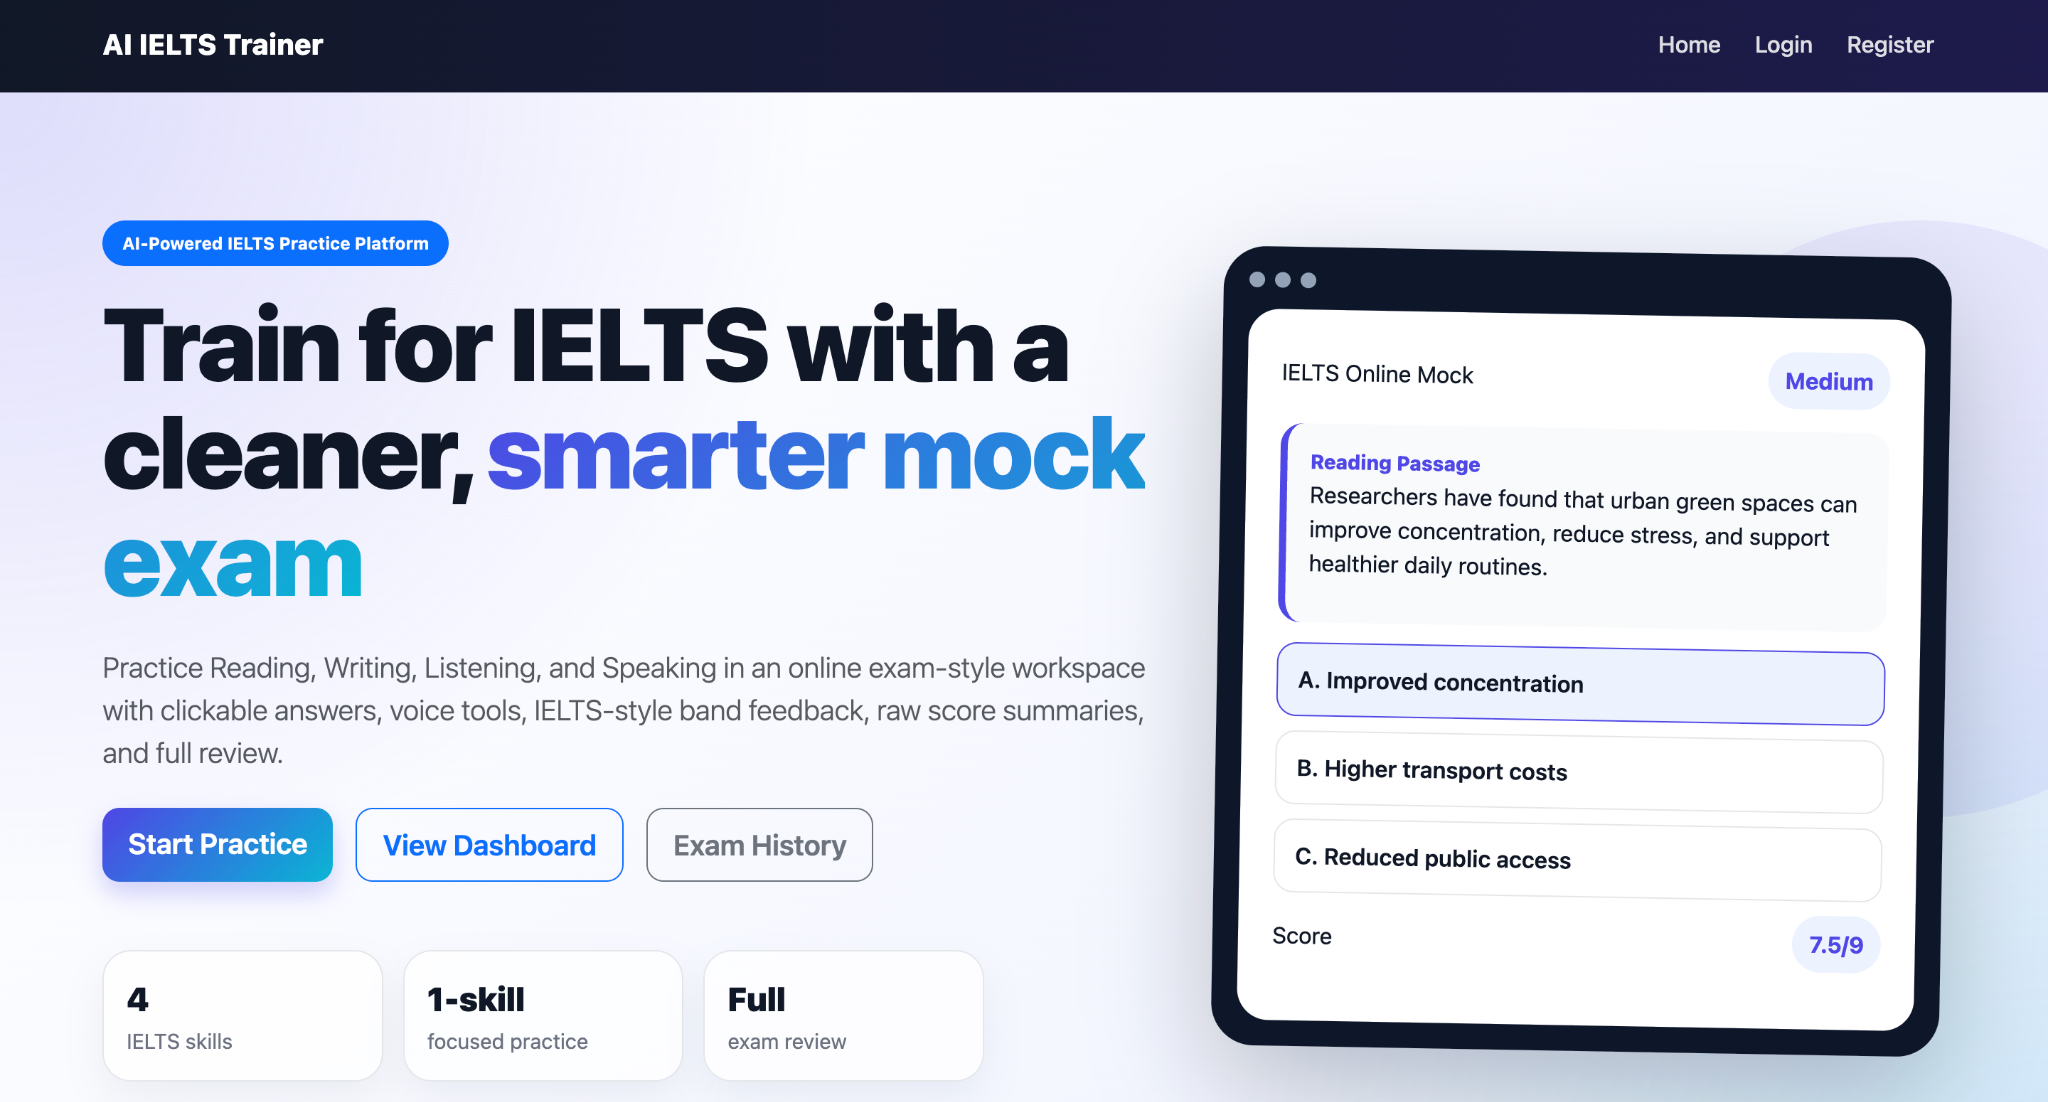 AI IELTS Trainer
Home Login Register
AI-Powered IELTS Practice Platform
Train for IELTS with a
cleaner, smarter mock
exam
Practice Reading, Writing, Listening, and Speaking in an online exam-style workspace
with clickable answers, voice tools, IELTS-style band feedback, raw score summaries,
and full review.
Start Practice View Dashboard Exam History
4
IELTS skills
1-skill
focused practice
Full
exam review
IELTS Online Mock
Medium
Reading Passage
Researchers have found that urban green spaces can
improve concentration, reduce stress, and support
healthier daily routines.
A. Improved concentration
B. Higher transport costs
C. Reduced public access
Score
7.5/9